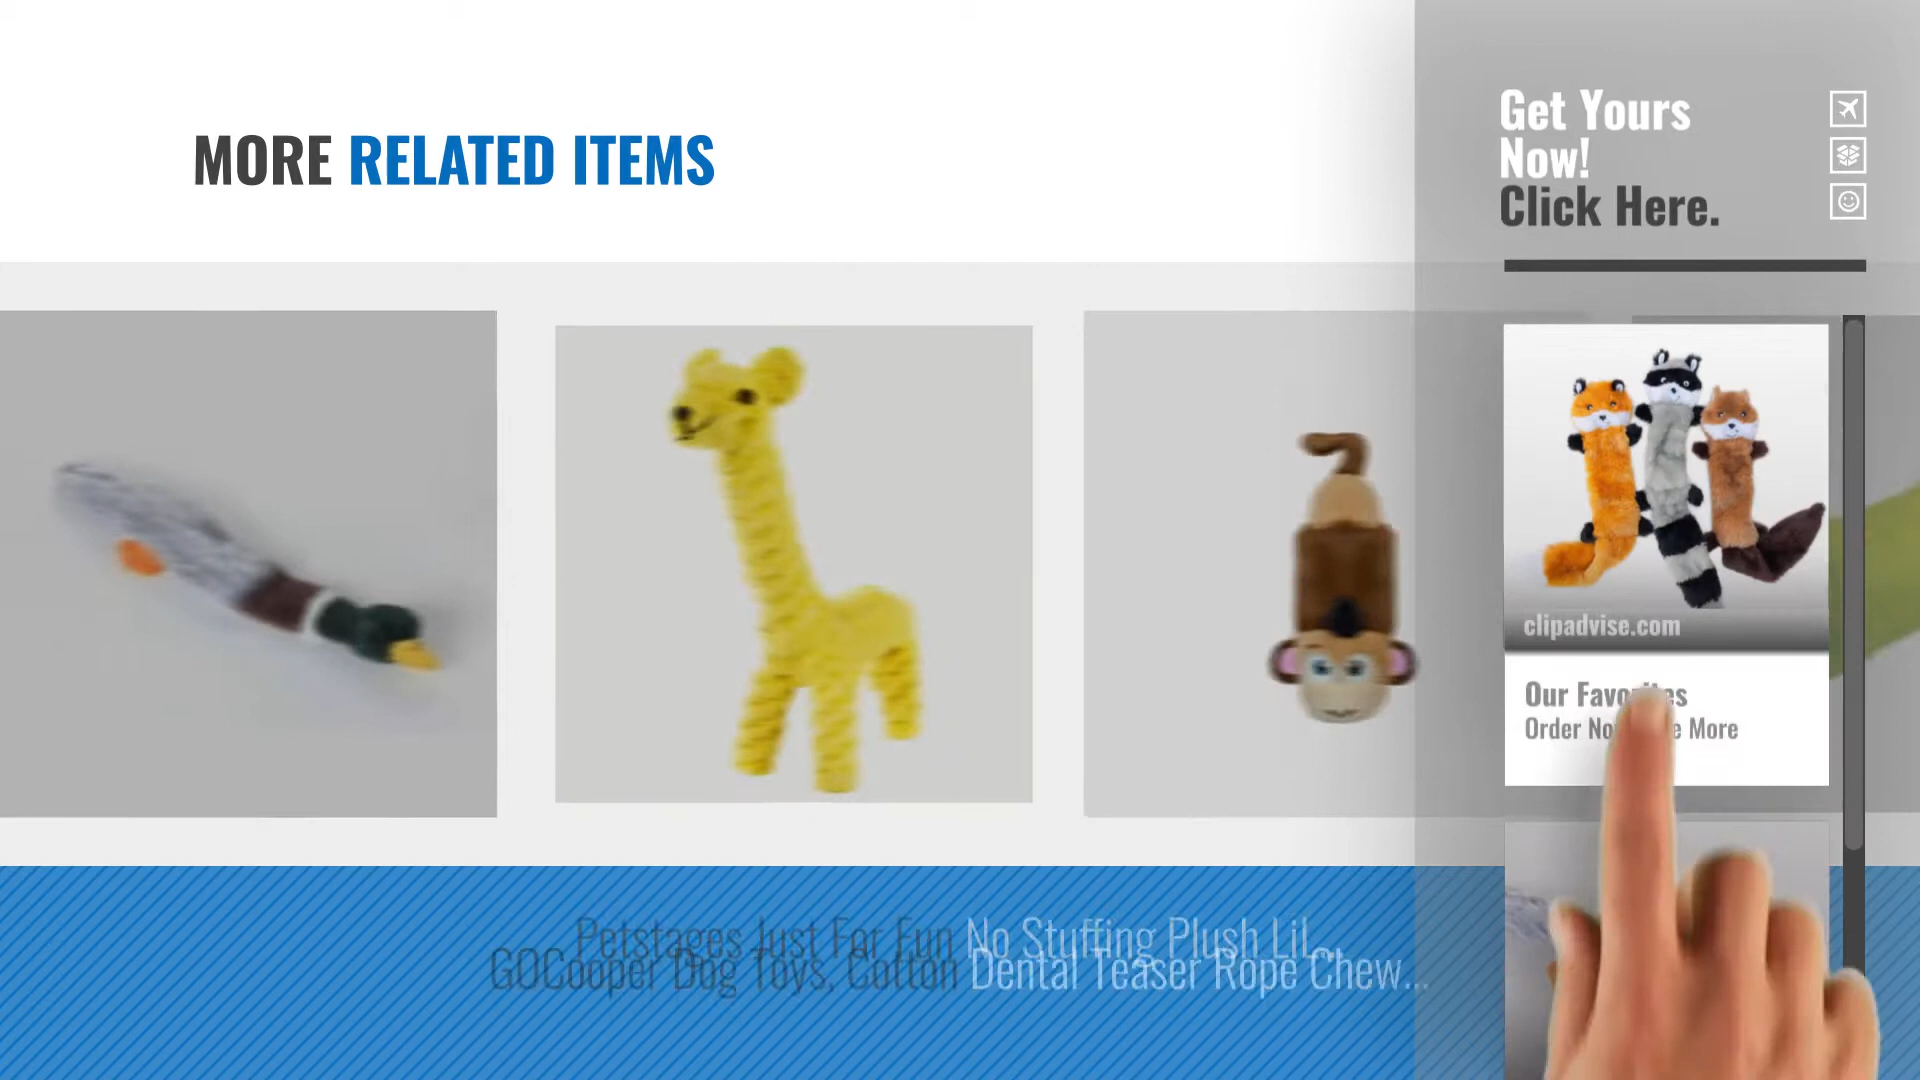 MORE RELATED ITEMS
Get Yours
Now!
Click Here.
clipadvise.com
Our Favorites
Order No e More
Petstages Just For Fun No Stuffing Plush Lil...
GOCooper Dog Toys, Cotton Dental Teaser Rope Chew...